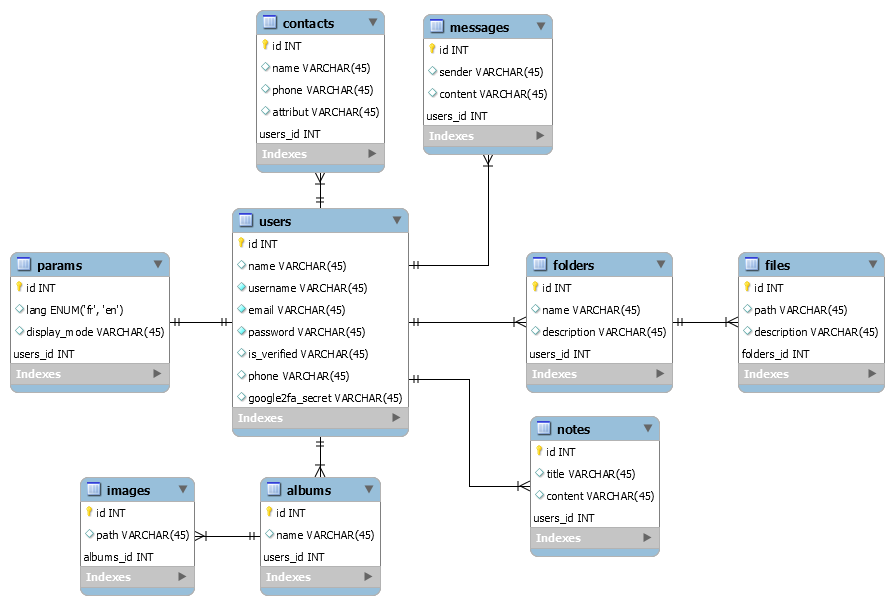 contacts
id INT
name VARCHAR(45)
phone VARCHAR(45)
attribut VARCHAR(45)
users_id INT
Indexes
messages
id INT
sender VARCHAR(45)
content VARCHAR(45)
users_id INT
Indexes
users
id INT
name VARCHAR(45)
username VARCHAR(45)
email VARCHAR(45)
password VARCHAR(45)
is_verified VARCHAR(45)
phone VARCHAR(45)
google2fa_secret VARCHAR(45)
Indexes
params
id INT
lang ENUM('fr', 'en')
display_mode VARCHAR(45)
users_id INT
Indexes
folders
id INT
name VARCHAR(45)
description VARCHAR(45)
users_id INT
Indexes
files
id INT
path VARCHAR(45)
description VARCHAR(45)
folders_id INT
Indexes
notes
id INT
title VARCHAR(45)
content VARCHAR(45)
users_id INT
Indexes
images
id INT
path VARCHAR(45)
albums_id INT
Indexes
albums
id INT
name VARCHAR(45)
users_id INT
Indexes